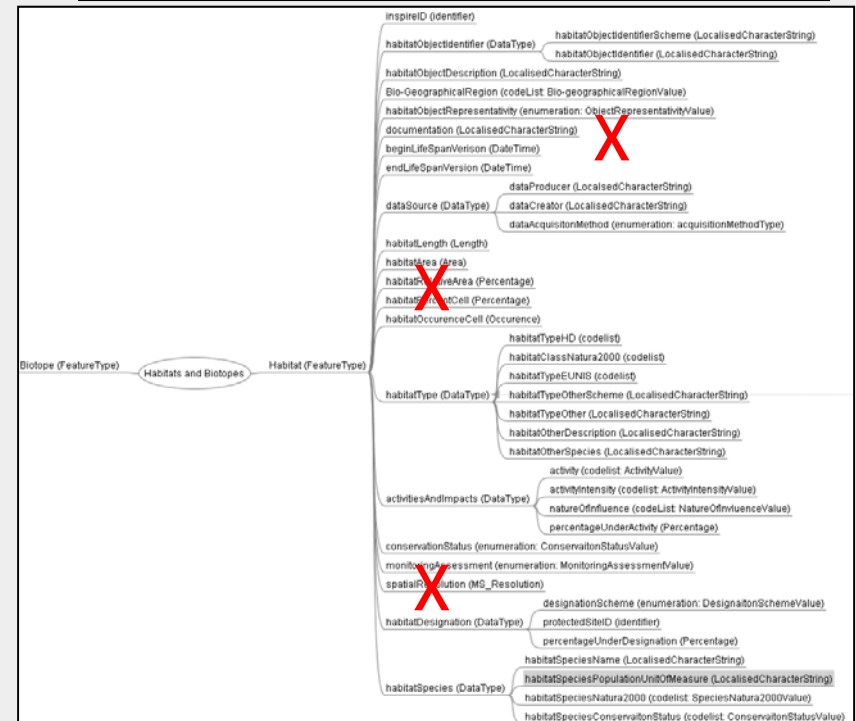 inspireID (identifier)
habitatObjectIdentifier (DataType)
habitatObjectIdentifierScheme (LocalisedCharacterString)
habitatObjectIdentifier (LocalisedCharacterString)
habitatObjectDescription (LocalisedCharacterString)
Bio-GeographicalRegion (codeList: Bio-geographicalRegionValue)
habitatObjectRepresentativity (enumeration: ObjectRepresentativityValue)
documentation (LocalisedCharacterString)
X
beginLifeSpanVerison (DateTime)
endLifeSpanVersion (DateTime)
dataSource (DataType)
dataProducer (LocalsedCharacterString)
dataCreator (LocalisedCharacterString)
dataAcquisitonMethod (enumeration: acquisitionMethodType)
habitatLength (Length)
habitatArea (Area)
X
(Percentage)
(Percentage)
habitatOccurenceCell (Occurence)
Biotope (FeatureType)
Habitats and Biotopes
Habitat (FeatureType)
habitatType (DataType)
habitatTypeHD (codelist)
habitatClassNatura2000 (codelist)
habitatTypeEUNIS (codelist)
habitatTypeOtherScheme (LocalisedCharacterString)
habitatTypeOther (LocalisedCharacterString)
habitatOtherDescription (LocalisedCharacterString)
habitatOtherSpecies (LocalisedCharacterString)
activitiesAndImpacts (DataType)
activity (codelist: ActivityValue)
activityIntensity (codelist: ActivityIntensityValue)
natureOfInfluence (codeList: NatureOfInvluenceValue)
percentageUnderActivity (Percentage)
conservationStatus (enumeration: ConservaitonStatusValue)
monitoringAssessment (enumeration: MonitoringAssessmentValue)
X
spatialResolution (MS_Resolution)
habitatDesignation (DataType)
designationScheme (enumeration: DesignaitonSchemeValue)
protectedSiteID (identifier)
percentageUnderDesignation (Percentage)
habitatSpecies (DataType)
habitatSpeciesName (LocalisedCharacterString)
habitatSpeciesPopulationUnitOfMeasure (LocalisedCharacterString)
habitatSpeciesNatura2000 (codelist: SpeciesNatura2000Value)
habitatSpeciesConservaitonStatus (codelist: ConservaitonStatusValue)